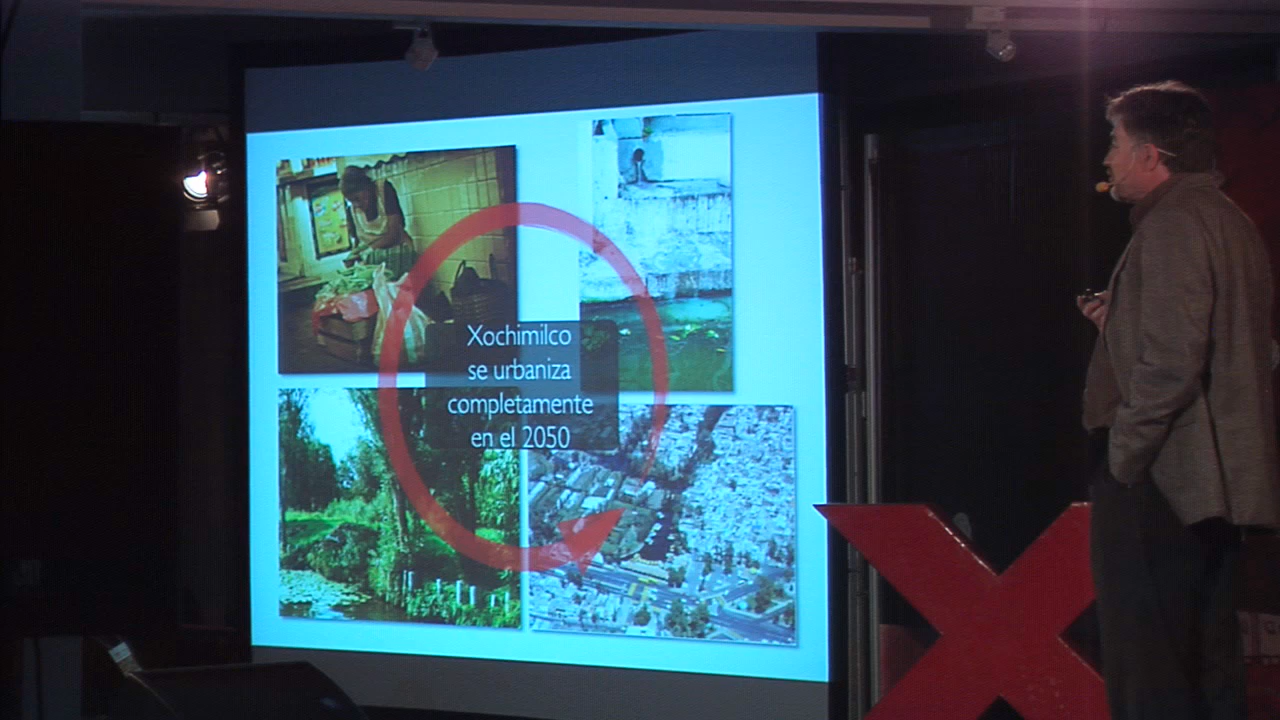 Xochimilco
se urbaniza
completamente
en el 2050
X